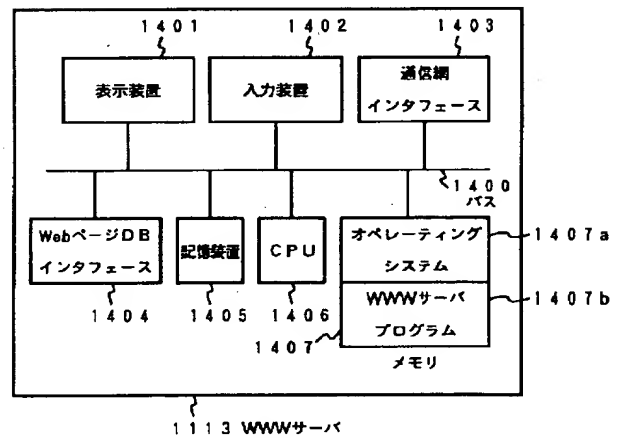 1401
1402
1403
表示装置
入力装置
通信網
インタフェース
1400
バス
WebページDB
インタフェース
記憶装置
CPU
オペレーティング
システム
1407a
WWWサーバ
プログラム
1407b
1404
1405
1406
1407
メモリ
1113 WWWサーバ